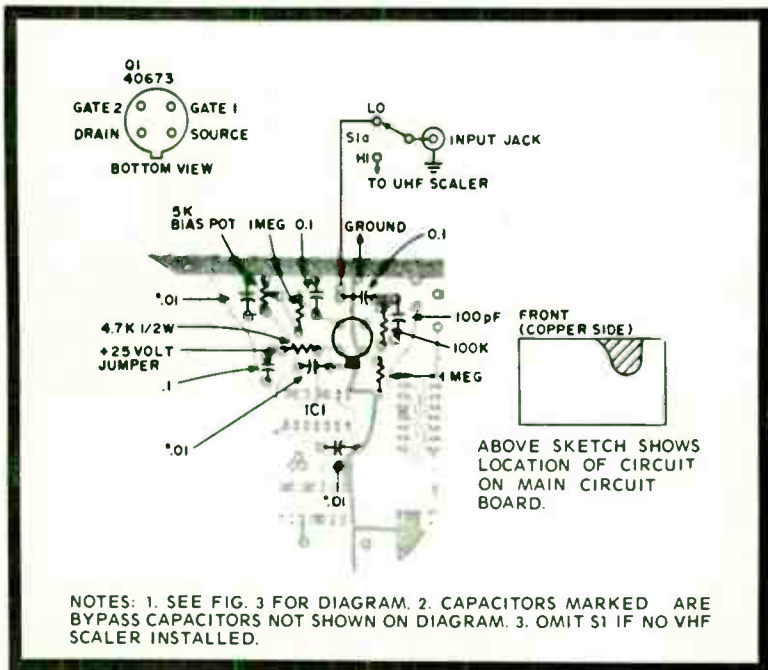 Q1
40673
GATE 2 GATE 1
DRAIN SOURCE
BOTTOM VIEW
LO
S1a
INPUT JACK
HI
TO UHF SCALER
5K
BIAS POT 1MEG 0.1 GROUND 0.1
*.01
4.7K 1/2W
+25 VOLT
JUMPER
.1
*.01
IC1
*.01
100pF
100K
1 MEG
FRONT
(COPPER SIDE)
ABOVE SKETCH SHOWS
LOCATION OF CIRCUIT
ON MAIN CIRCUIT
BOARD.
NOTES: 1. SEE FIG. 3 FOR DIAGRAM. 2. CAPACITORS MARKED ARE
BYPASS CAPACITORS NOT SHOWN ON DIAGRAM. 3. OMIT S1 IF NO VHF
SCALER INSTALLED.